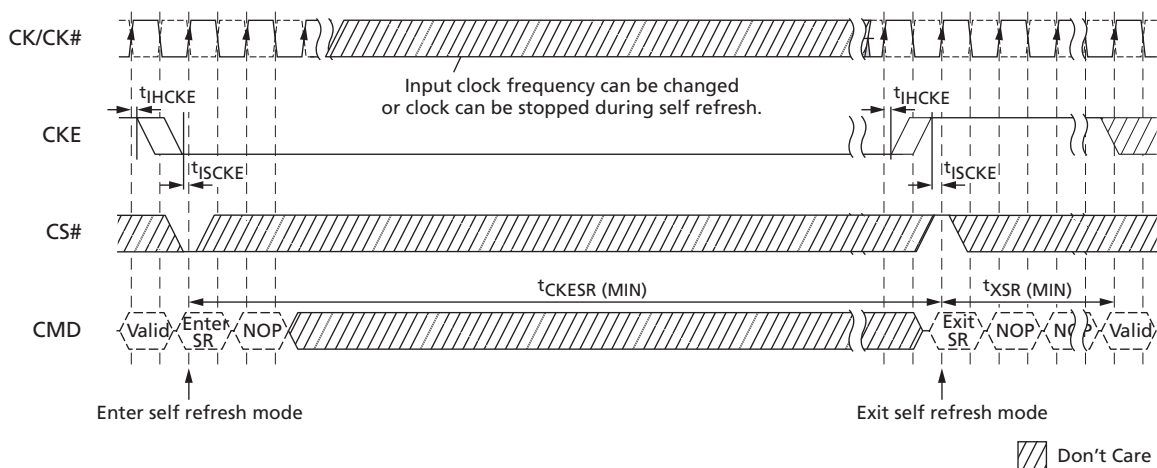 CK/CK#
Input clock frequency can be changed
or clock can be stopped during self refresh.
tIHCKE
tIHCKE
CKE
tISCKE
tISCKE
CS#
tCKESR (MIN)
tXSR (MIN)
CMD
Valid
Enter
SR
NOP
Exit
SR
NOP
NOP
Valid
Enter self refresh mode
Exit self refresh mode
Don't Care